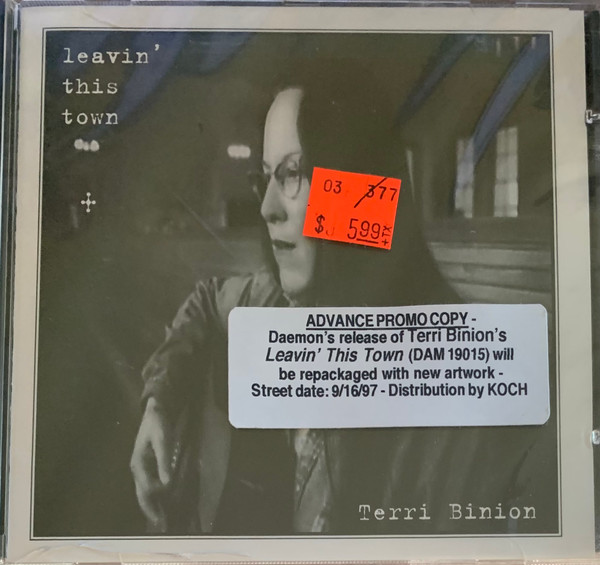 leavin'
this
town
03 377
$ 599 +TX
ADVANCE PROMO COPY -
Daemon's release of Terri Binion's
Leavin' This Town (DAM 19015) will
be repackaged with new artwork -
Street date: 9/16/97 - Distribution by KOCH
Terri Binion